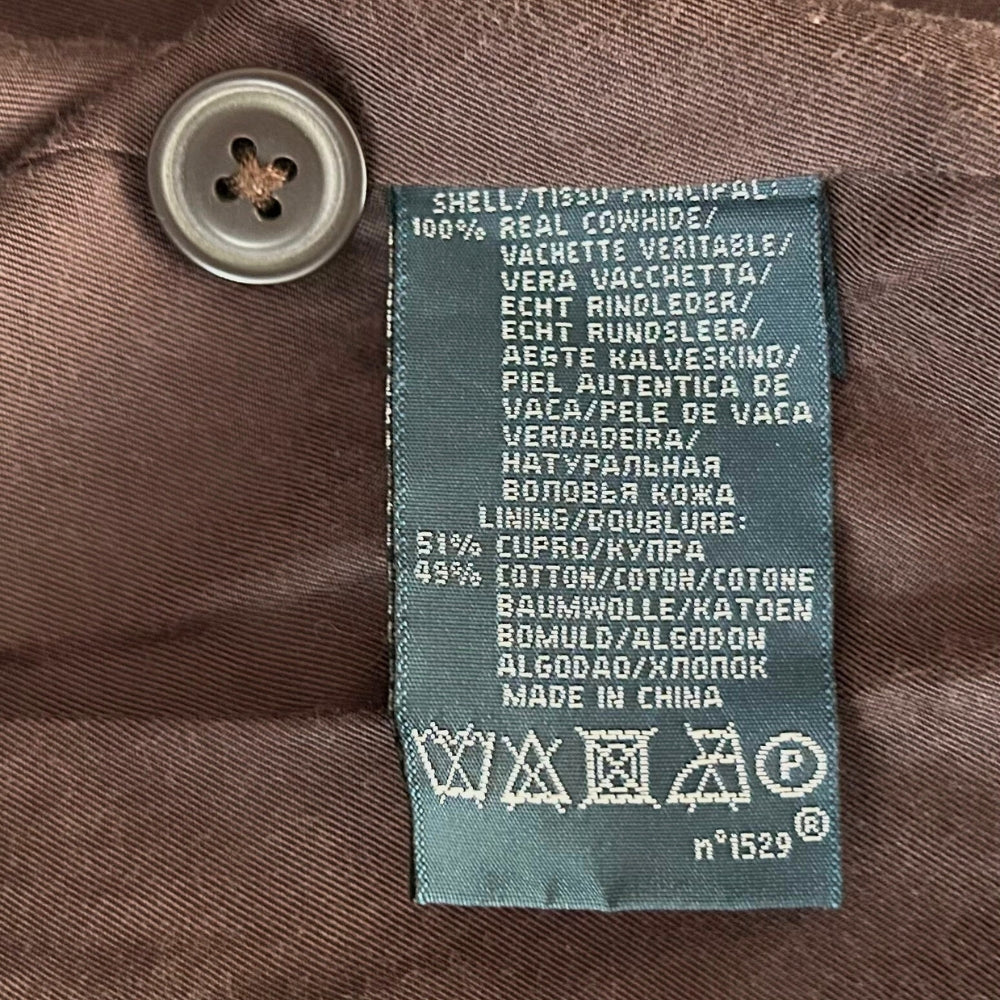 SHELL/TISSU PRINCIPAL:
100% REAL COWHIDE/
VACHETTE VERITABLE/
VERA VACCHETTA/
ECHT RINDLEDER/
ECHT RUNDSLEER/
AEGTE KALVESKIND/
PIEL AUTENTICA DE
VACA/PELE DE VACA
VERDADEIRA/
НАТУРАЛЬНАЯ
ВОЛОВЬЯ КОЖА
LINING/DOUBLURE:
51% CUPRO/КУПРА
49% COTTON/COTON/COTONE
BAUMWOLLE/KATOEN
BOMULD/ALGODON
ALGODAO/ХЛОПОК
MADE IN CHINA
P
n°1529®